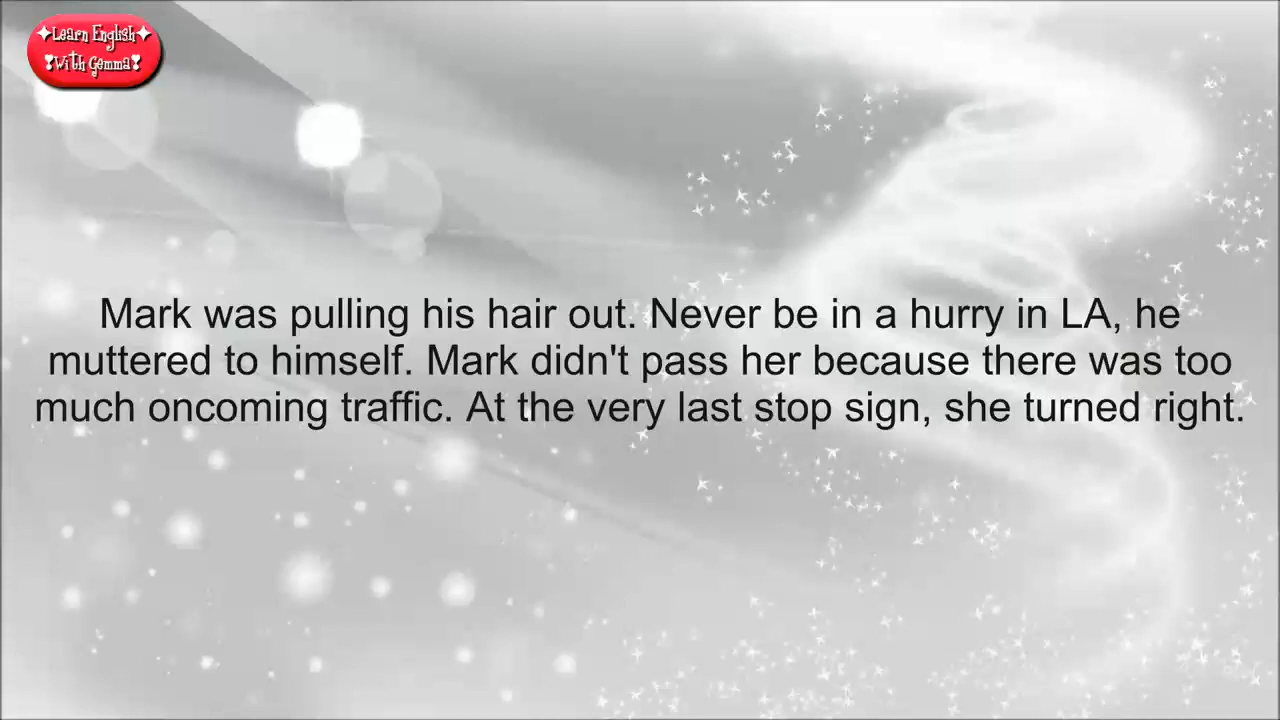 ✦Learn English✦
❣With Gemma❣
Mark was pulling his hair out. Never be in a hurry in LA, he
muttered to himself. Mark didn't pass her because there was too
much oncoming traffic. At the very last stop sign, she turned right.